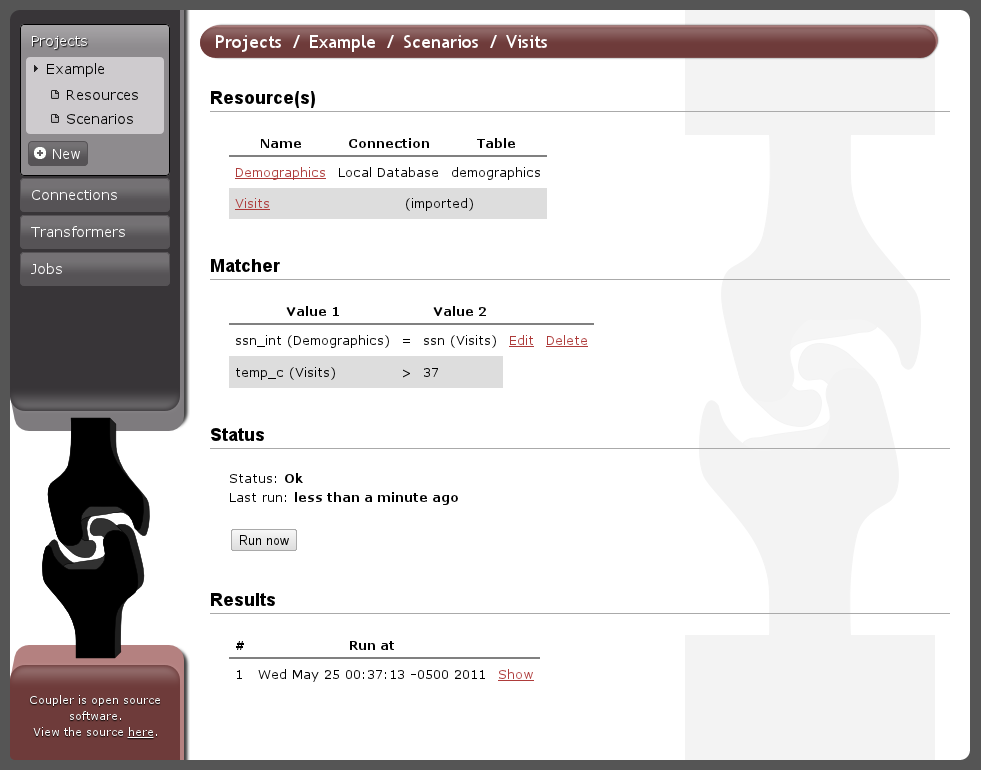 Projects
Example
Resources
Scenarios
New
Connections
Transformers
Jobs
Coupler is open source
software.
View the source here.
Projects / Example / Scenarios / Visits
Resource(s)
Name Connection Table
Demographics Local Database demographics
Visits (imported)
Matcher
Value 1 Value 2
ssn_int (Demographics) = ssn (Visits) Edit Delete
temp_c (Visits) > 37
Status
Status: Ok
Last run: less than a minute ago
Run now
Results
# Run at
1 Wed May 25 00:37:13 -0500 2011 Show